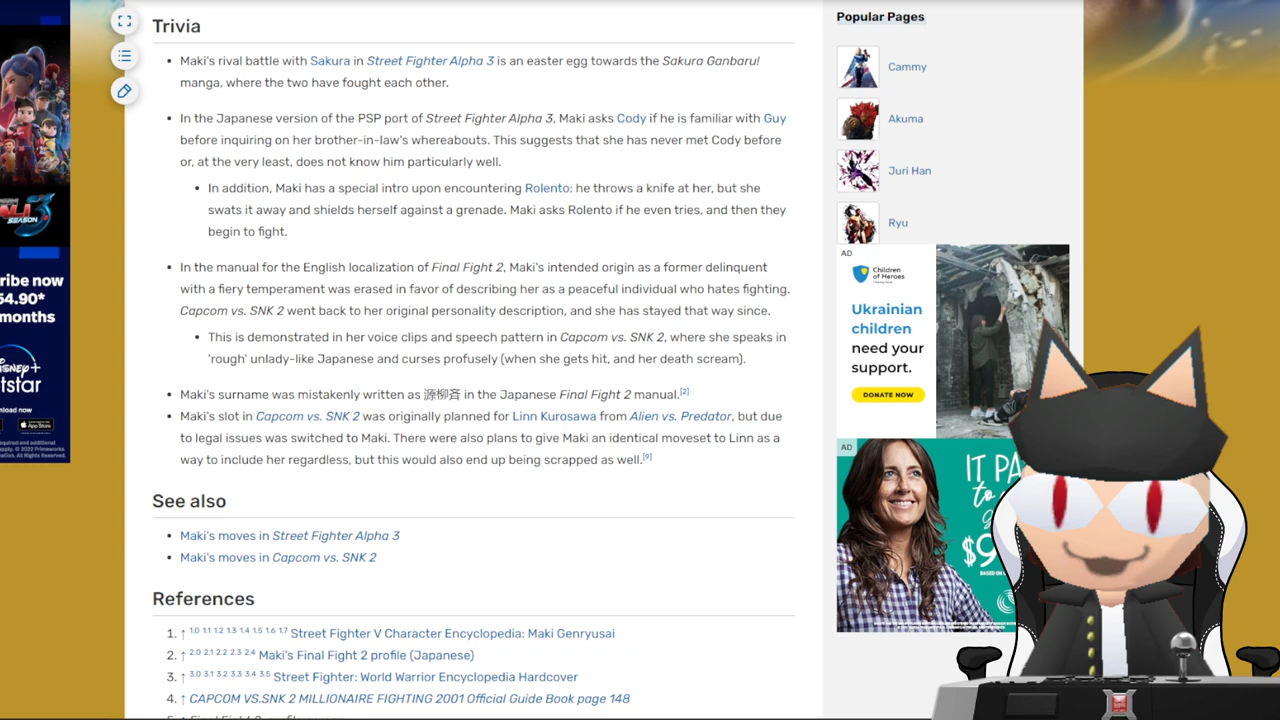 Trivia
• Maki's rival battle with Sakura in Street Fighter Alpha 3 is an easter egg towards the Sakura Ganbaru!
manga, where the two have fought each other.
• In the Japanese version of the PSP port of Street Fighter Alpha 3, Maki asks Cody if he is familiar with Guy
before inquiring on her brother-in-law's whereabouts. This suggests that she has never met Cody before
or, at the very least, does not know him particularly well.
• In addition, Maki has a special intro upon encountering Rolento: he throws a knife at her, but she
swats it away and shields herself against a grenade. Maki asks Rolento if he even tries, and then they
begin to fight.
• In the manual for the English localization of Final Fight 2, Maki's intended origin as a former delinquent
with a fiery temperament was erased in favor of describing her as a peaceful individual who hates fighting.
Capcom vs. SNK 2 went back to her original personality description, and she has stayed that way since.
• This is demonstrated in her voice clips and speech pattern in Capcom vs. SNK 2, where she speaks in
'rough' unlady-like Japanese and curses profusely (when she gets hit, and her death scream).
• Maki's surname was mistakenly written as 源柳吝 in the Japanese Final Fight 2 manual.[2]
• Maki's slot in Capcom vs. SNK 2 was originally planned for Linn Kurosawa from Alien vs. Predator, but due
to legal issues was switched to Maki. There were also plans to give Maki an identical moveset to Linn as a
way to include her regardless, but this would also end up being scrapped as well.[9]
See also
• Maki's moves in Street Fighter Alpha 3
• Maki's moves in Capcom vs. SNK 2
References
1. ↑ 1.0 1.1 1.2 1.3 1.4 1.5 1.6 1.7 Street Fighter V Character Encyclopedia: Maki Genryusai
2. ↑ 2.0 2.1 2.2 2.3 2.4 Maki's Final Fight 2 profile (Japanese)
3. ↑ 3.0 3.1 3.2 3.3 3.4 3.5 Street Fighter: World Warrior Encyclopedia Hardcover
4. ↑ CAPCOM VS.SNK 2 MILLIONAIRE FIGHTING 2001 Official Guide Book page 148
Popular Pages
Cammy
Akuma
Juri Han
Ryu
AD
Children
of Heroes
Ukrainian
children
need your
support.
DONATE NOW
AD
IT PA
to
$9
SEASON 3
ribe now
54.90*
months
tstar